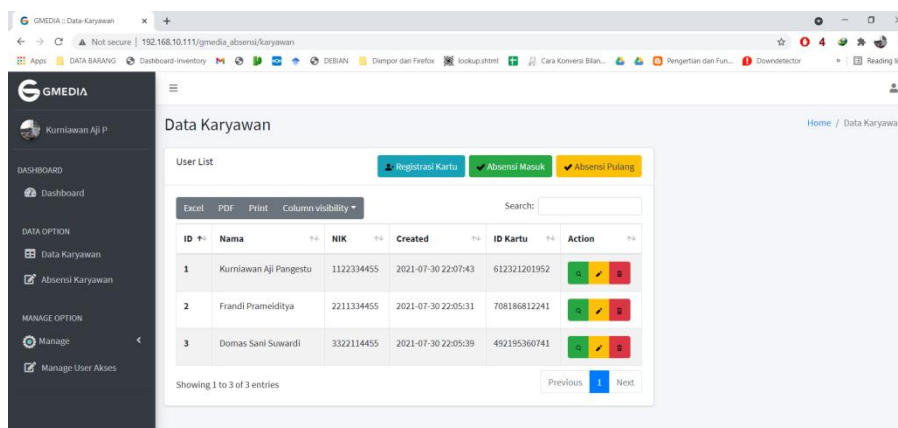 GMEDIA :: Data-Karyawan
Not secure | 192.168.10.111/gmedia_absensi/karyawan
Apps DATA BARANG Dashboard-Inventory DEBIAN Diimpor dari Firefox lookup.shtml Cara Konversi Bilan... Pengertian dan Fun... Downdetector » Reading li
GMEDIA
Kurniawan Aji P
Data Karyawan
Home / Data Karyawa
DASHBOARD
Dashboard
DATA OPTION
Data Karyawan
Absensi Karyawan
MANAGE OPTION
Manage
Manage User Akses
User List Registrasi Kartu Absensi Masuk Absensi Pulang
Excel PDF Print Column visibility Search:
ID Nama NIK Created ID Kartu Action
1 Kurniawan Aji Pangestu 1122334455 2021-07-30 22:07:43 612321201952
2 Frandi Prameiditya 2211334455 2021-07-30 22:05:31 708186812241
3 Domas Sani Suwardi 3322114455 2021-07-30 22:05:39 492195360741
Showing 1 to 3 of 3 entries Previous 1 Next